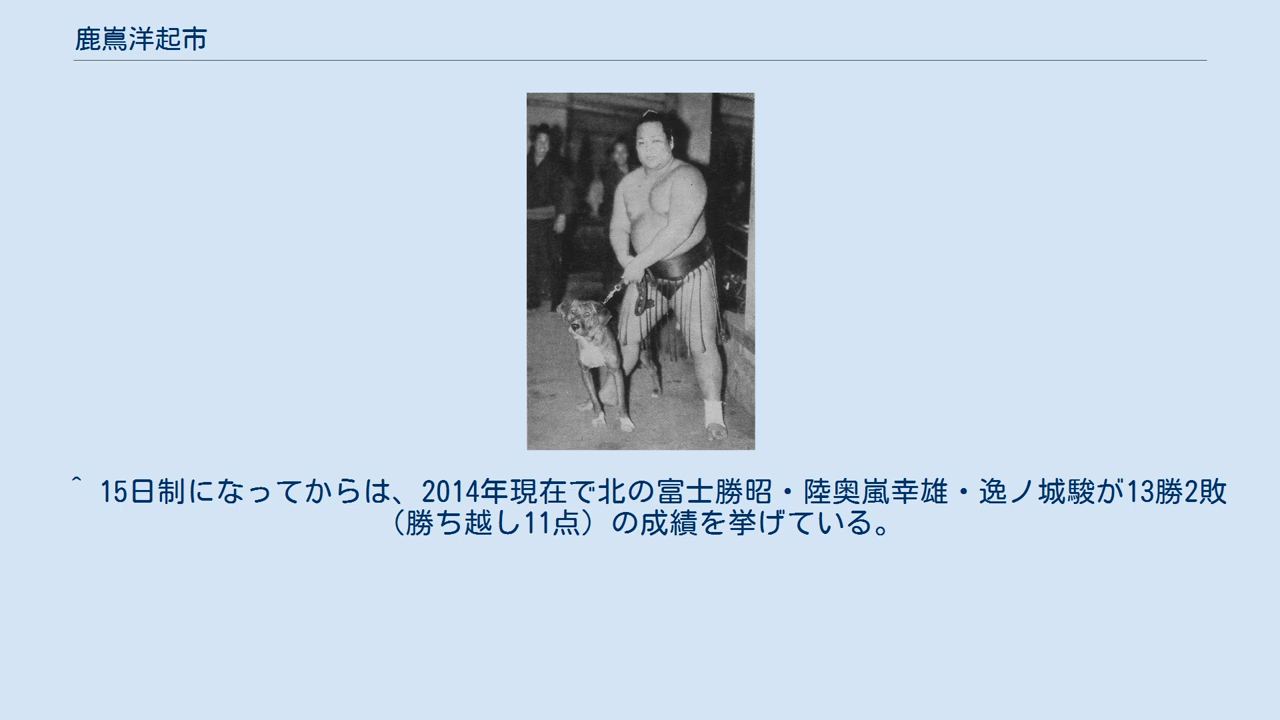 鹿嶌洋起市
^ 15日制になってからは、2014年現在で北の富士勝昭・陸奥嵐幸雄・逸ノ城駿が13勝2敗
（勝ち越し11点）の成績を挙げている。